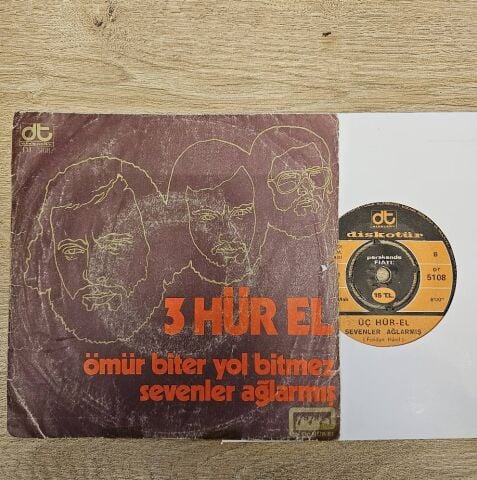 dt
3 HÜR EL
ömür biter yol bitmez
sevenler ağlarmış
dt
diskotür
perakende
FİATI
15 TL
B
DT
5108
ÜÇ HÜR-EL
SEVENLER AĞLARMIŞ